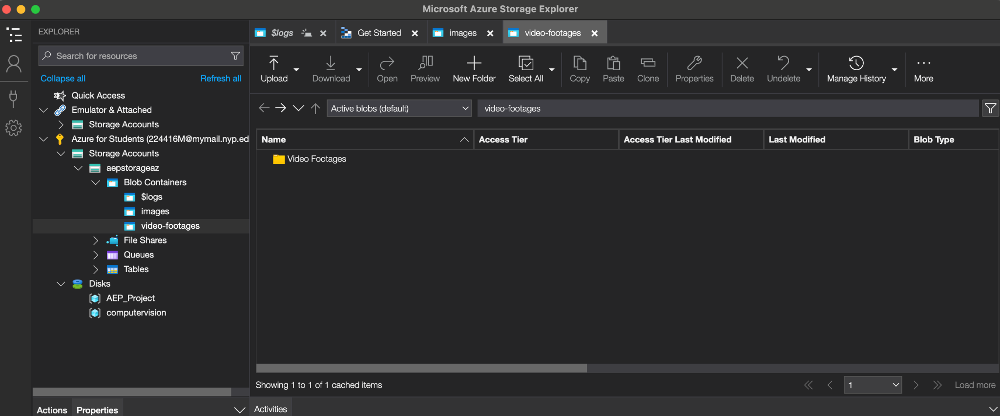 Microsoft Azure Storage Explorer
EXPLORER
Search for resources
Collapse all
Refresh all
Quick Access
Emulator & Attached
Storage Accounts
Azure for Students (224416M@mymail.nyp.ed
Storage Accounts
aepstorageaz
Blob Containers
$logs
images
video-footages
File Shares
Queues
Tables
Disks
AEP_Project
computervision
Actions
Properties
$logs
Get Started
images
video-footages
Upload
Download
Open
Preview
New Folder
Select All
Copy
Paste
Clone
Properties
Delete
Undelete
Manage History
More
Active blobs (default)
video-footages
Name
Access Tier
Access Tier Last Modified
Last Modified
Blob Type
Video Footages
Showing 1 to 1 of 1 cached items
1
Load more
Activities